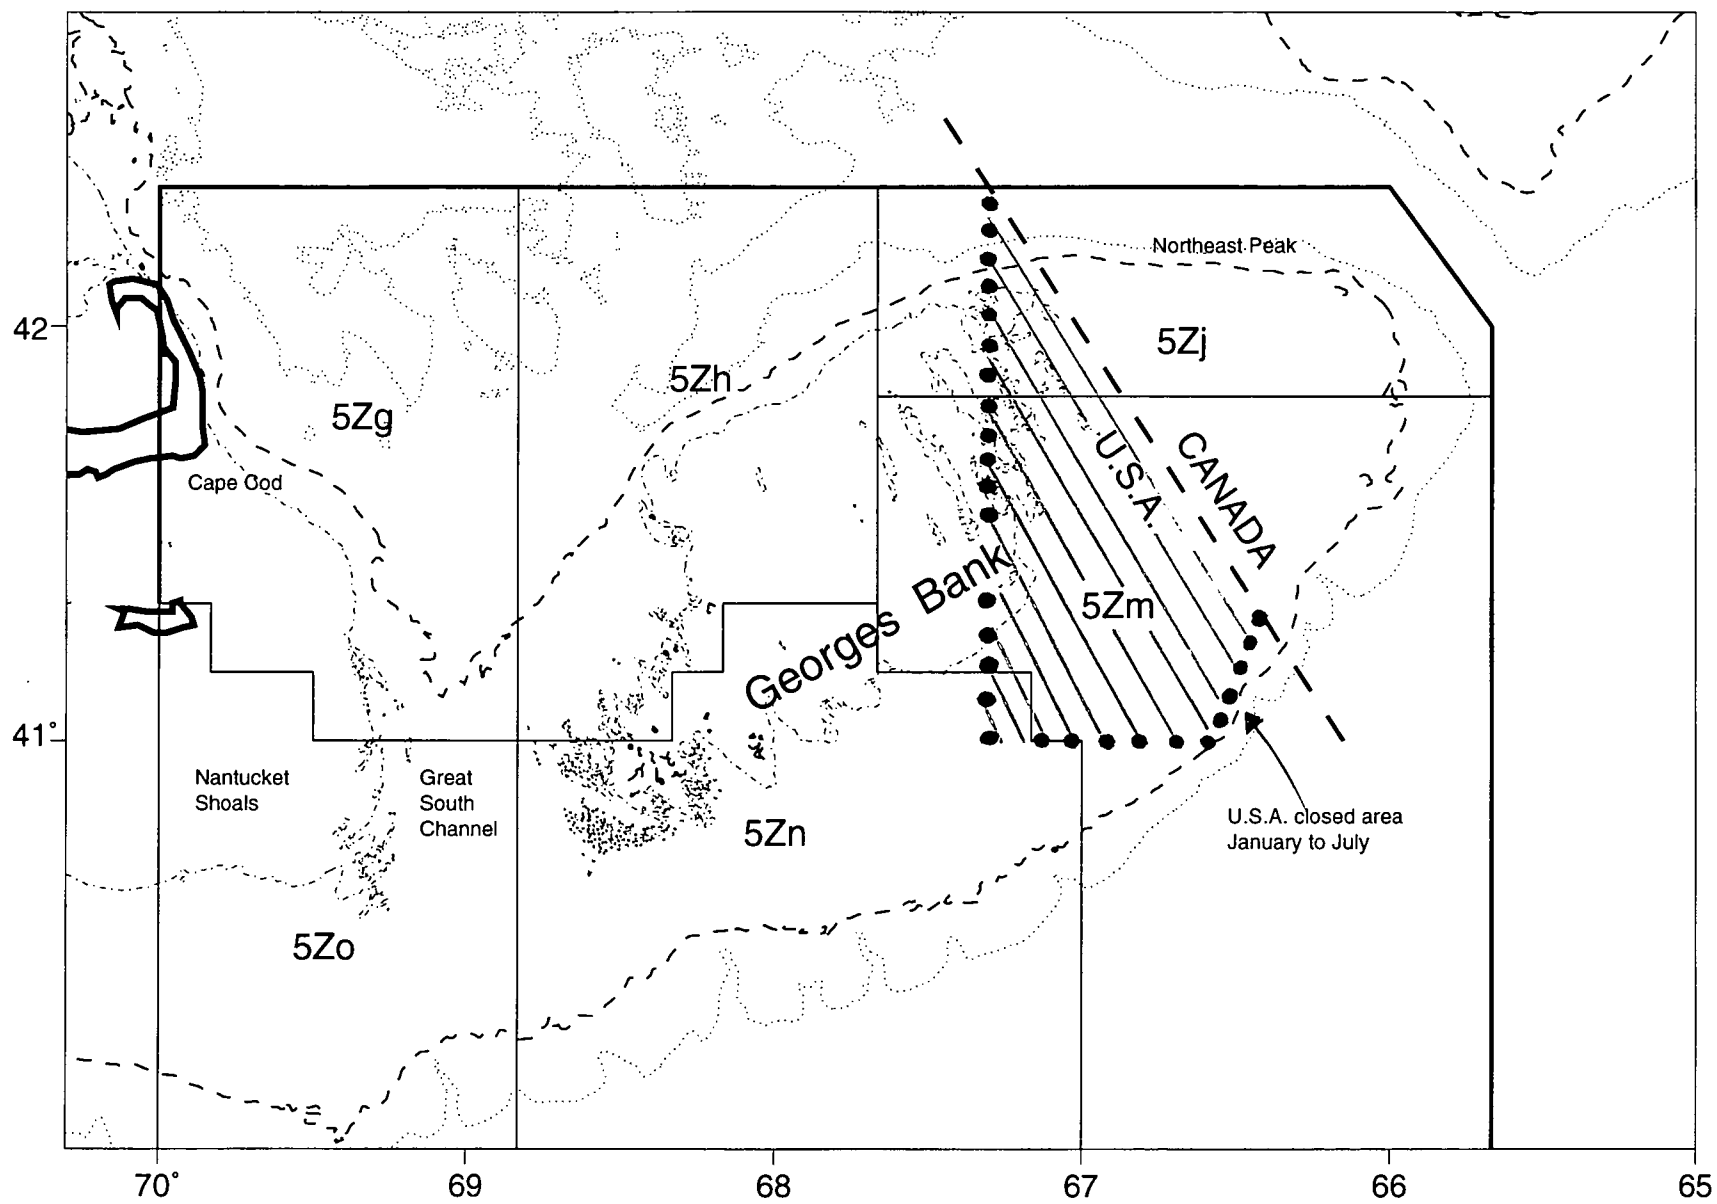 Northeast Peak
42
5Zj
5Zh
5Zg
U.S.A.
CANADA
Cape Cod
Georges Bank
5Zm
41°
Nantucket
Shoals
Great
South
Channel
5Zn
U.S.A. closed area
January to July
5Zo
70°
69
68
67
66
65